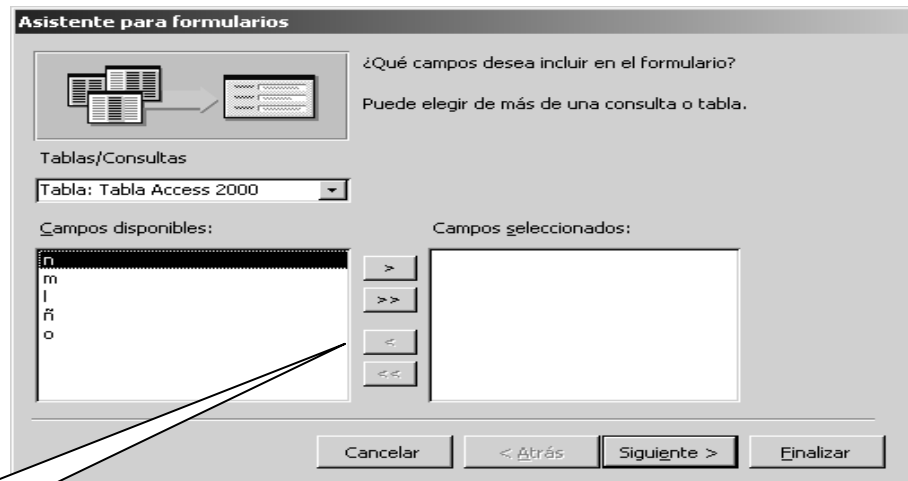 Asistente para formularios
¿Qué campos desea incluir en el formulario?
Puede elegir de más de una consulta o tabla.
Tablas/Consultas
Tabla: Tabla Access 2000
Campos disponibles:
Campos seleccionados:
n
m
l
ñ
o
>
>>
<
<<
Cancelar
< Atrás
Siguiente >
Finalizar